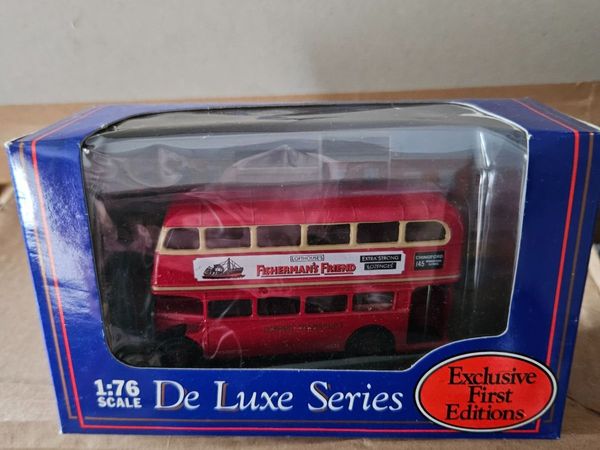 LOFTHOUSE'S
FISHERMAN'S FRIEND
EXTRA STRONG
LOZENGES
CHINGFORD
145
1:76
SCALE
De Luxe Series
Exclusive
First
Editions